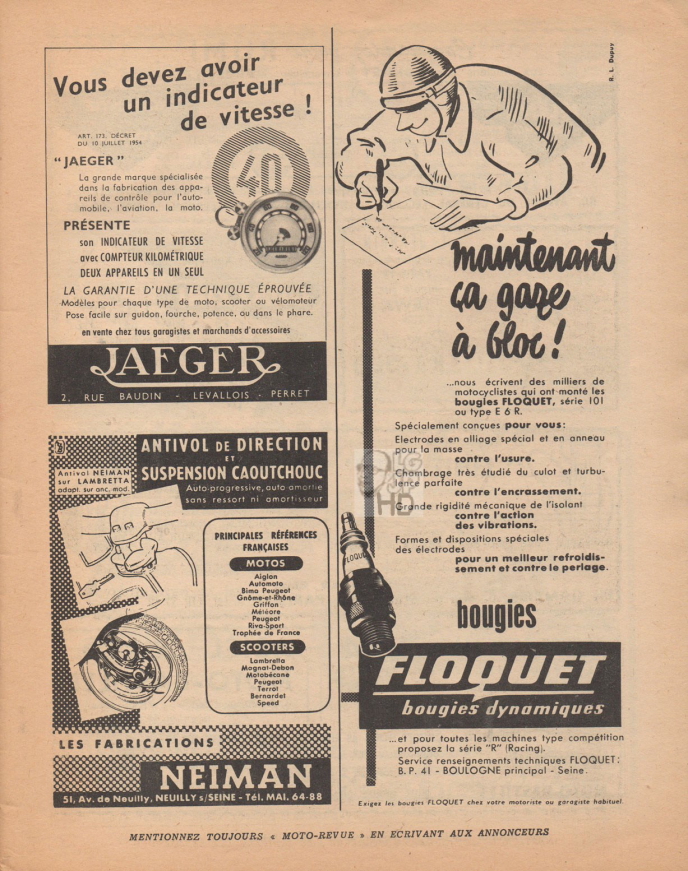 Vous devez avoir
un indicateur
de vitesse !
ART. 173, DÉCRET
DU 10 JUILLET 1954
"JAEGER"
La grande marque spécialisée
dans la fabrication des appa-
reils de contrôle pour l'auto-
mobile, l'aviation, la moto.
40
PRÉSENTE
son INDICATEUR DE VITESSE
avec COMPTEUR KILOMÉTRIQUE
DEUX APPAREILS EN UN SEUL
LA GARANTIE D'UNE TECHNIQUE ÉPROUVÉE
Modèles pour chaque type de moto, scooter ou vélomoteur
Pose facile sur guidon, fourche, potence, ou dans le phare.
en vente chez tous garagistes et marchands d'accessoires
JAEGER
2, RUE BAUDIN - LEVALLOIS - PERRET
ANTIVOL DE DIRECTION
ET
SUSPENSION CAOUTCHOUC
Auto-progressive, auto amortie
sans ressort ni amortisseur
Antivol NEIMAN
sur LAMBRETTA
adapt. sur anc. mod.
PRINCIPALES RÉFÉRENCES
FRANÇAISES
MOTOS
Aiglon
Automoto
Bima Peugeot
Gnôme-et-Rhône
Griffon
Météore
Peugeot
Riva-Sport
Trophée de France
SCOOTERS
Lambretta
Magnat-Debon
Motobécane
Peugeot
Terrot
Bernardet
Speed
LES FABRICATIONS
NEIMAN
51, Av. de Neuilly, NEUILLY s/SEINE - Tél. MAI. 64-88
R. L. Dupuy
maintenant
ça gaze
à bloc !
...nous écrivent des milliers de
motocyclistes qui ont monté les
bougies FLOQUET, série 101
ou type E 6 R.
Spécialement conçues pour vous:
Electrodes en alliage spécial et en anneau
pour la masse
contre l'usure.
Chambrage très étudié du culot et turbu-
lence parfaite
contre l'encrassement.
Grande rigidité mécanique de l'isolant
contre l'action
des vibrations.
Formes et dispositions spéciales
des électrodes
pour un meilleur refroidis-
sement et contre le perlage.
HD
FLOQUET
bougies
FLOQUET
bougies dynamiques
...et pour toutes les machines type compétition
proposez la série "R" (Racing).
Service renseignements techniques FLOQUET:
B. P. 41 - BOULOGNE principal - Seine.
Exigez les bougies FLOQUET chez votre motoriste ou garagiste habituel.
MENTIONNEZ TOUJOURS « MOTO-REVUE » EN ECRIVANT AUX ANNONCEURS